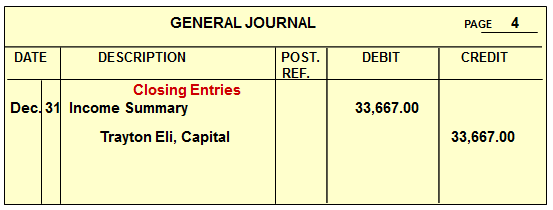 GENERAL JOURNAL PAGE 4
DATE DESCRIPTION POST. REF. DEBIT CREDIT
Closing Entries
Dec. 31 Income Summary 33,667.00
Trayton Eli, Capital 33,667.00